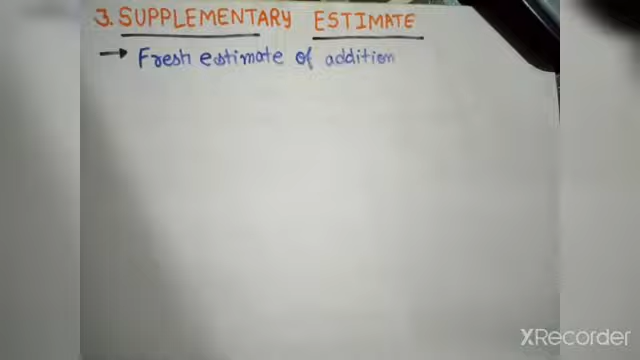 3. SUPPLEMENTARY ESTIMATE
→ Fresh estimate of addition
XRecorder